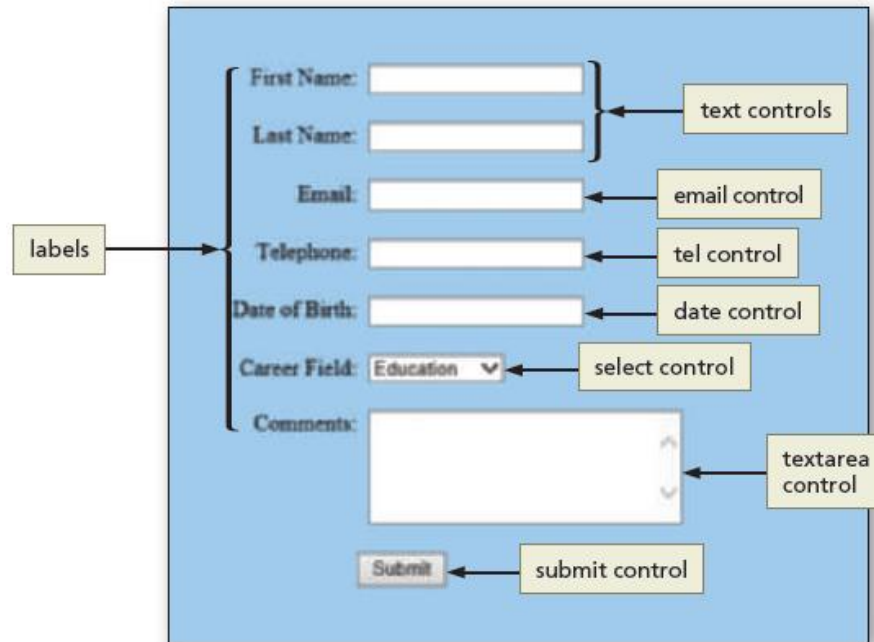 First Name:
text controls
Last Name:
Email:
email control
labels
Telephone:
tel control
Date of Birth:
date control
Career Field:
Education
select control
Comments:
textarea
control
Submit
submit control